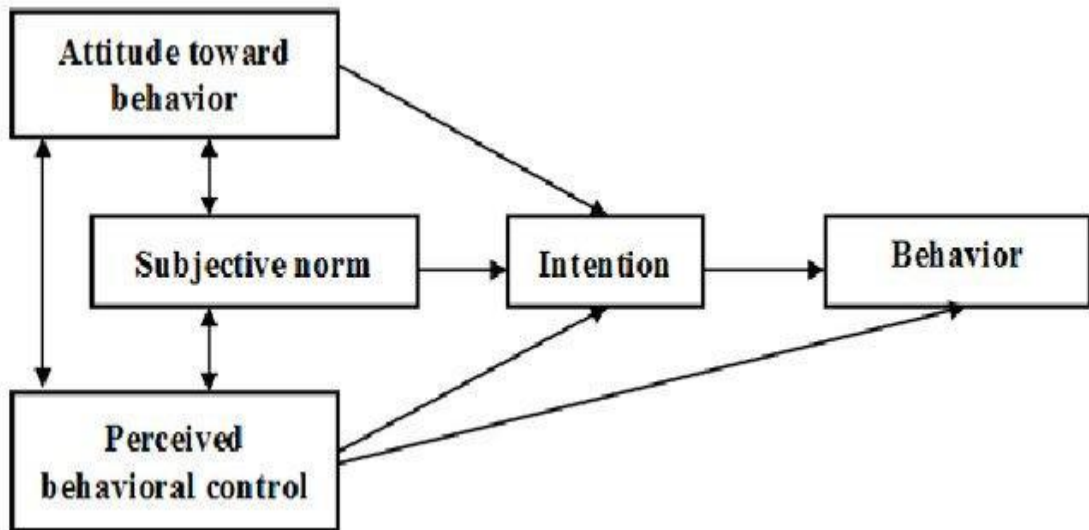 Attitude toward
behavior
Subjective norm
Intention
Behavior
Perceived
behavioral control